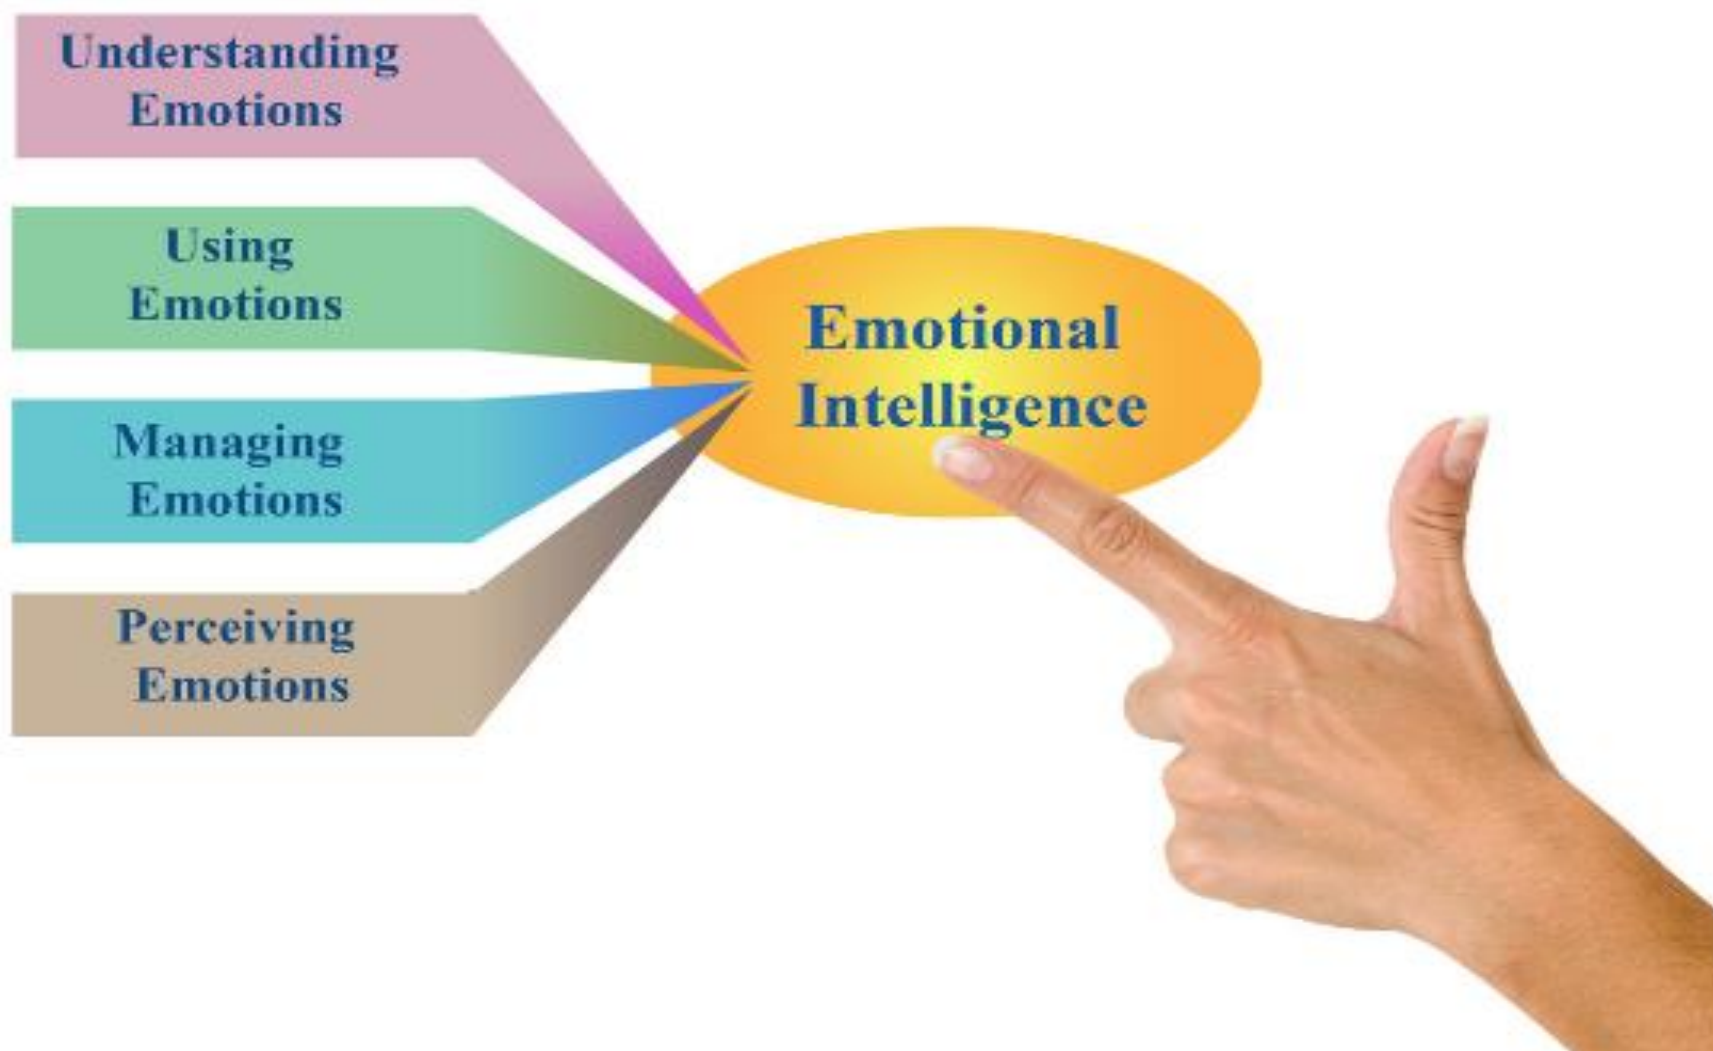 Understanding
Emotions
Using
Emotions
Managing
Emotions
Perceiving
Emotions
Emotional
Intelligence